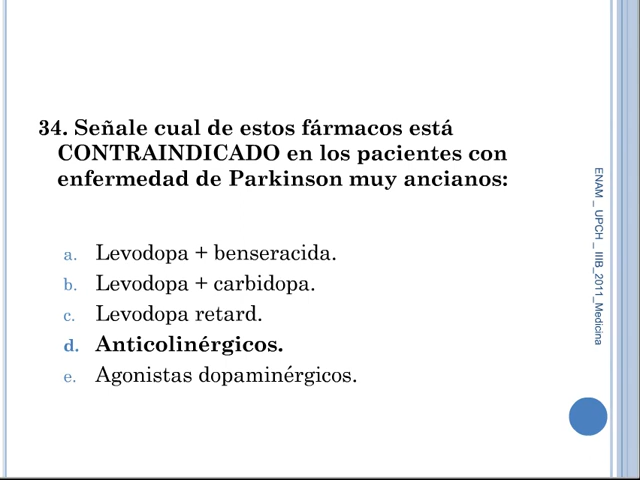 34. Señale cual de estos fármacos está
CONTRAINDICADO en los pacientes con
enfermedad de Parkinson muy ancianos:
a. Levodopa + benseracida.
b. Levodopa + carbidopa.
c. Levodopa retard.
d. Anticolinérgicos.
e. Agonistas dopaminérgicos.
ENAM _ UPCH _ IIIB_2011_Medicina